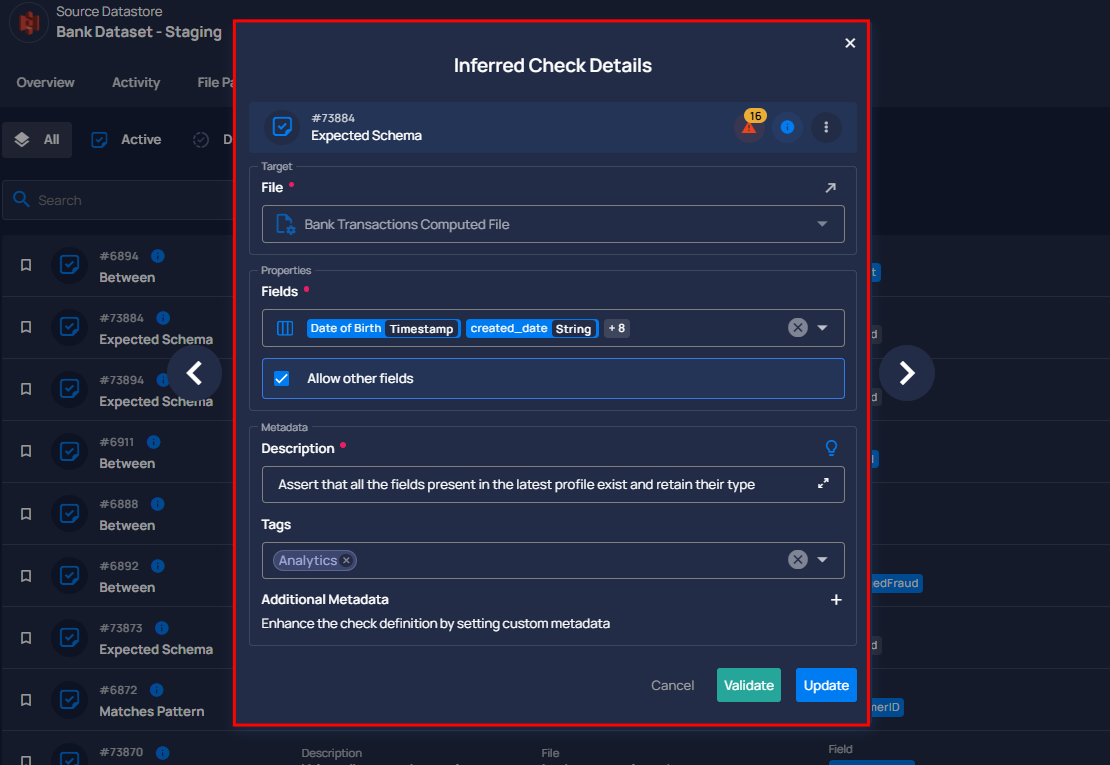 Source Datastore
Bank Dataset - Staging
Overview Activity File Pa
All Active D
Search
#6894
Between
#73884
Expected Schema
#73894
Expected Schema
#6911
Between
#6888
Between
#6892
Between
#73873
Expected Schema
#6872
Matches Pattern
#73870
Inferred Check Details
#73884
Expected Schema
16
Target
File •
Bank Transactions Computed File
Properties
Fields •
Date of Birth Timestamp created_date String + 8
Allow other fields
Metadata
Description •
Assert that all the fields present in the latest profile exist and retain their type
Tags
Analytics
Additional Metadata
Enhance the check definition by setting custom metadata
Cancel Validate Update
t
d
d
edFraud
d
nerID
Description File Field